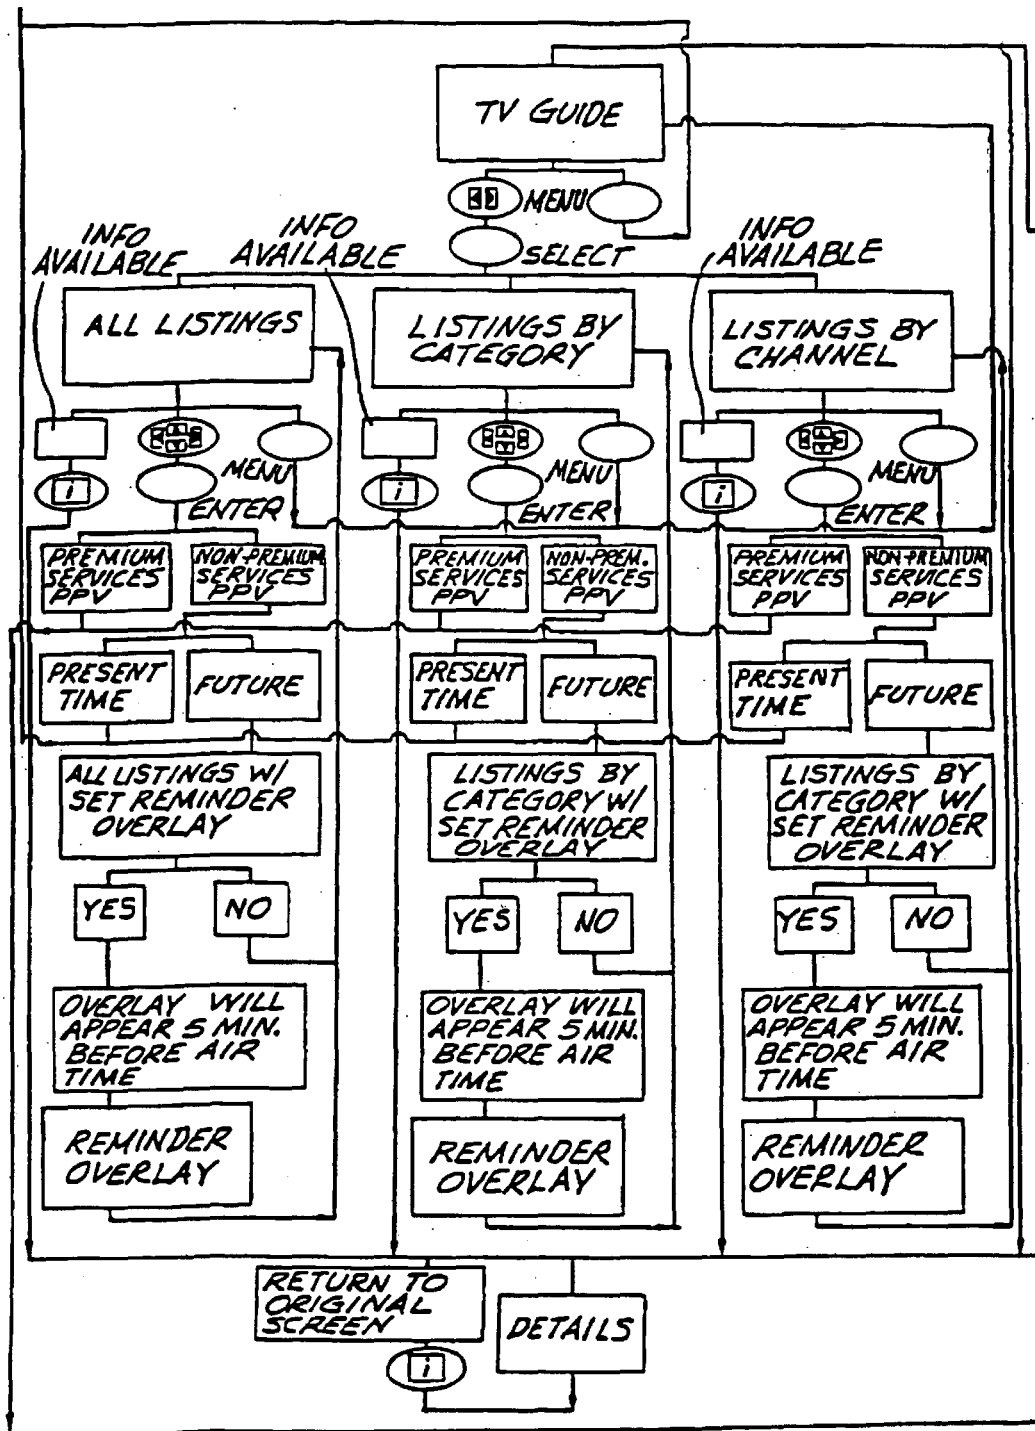 TV GUIDE
MENU
SELECT
INFO
AVAILABLE
INFO
AVAILABLE
INFO
AVAILABLE
ALL LISTINGS
LISTINGS BY
CATEGORY
LISTINGS BY
CHANNEL
MENU
ENTER
i
MENU
ENTER
i
MENU
ENTER
i
PREMIUM
SERVICES
PPV
NON-PREMIUM
SERVICES
PPV
PREMIUM
SERVICES
PPV
NON-PREM.
SERVICES
PPV
PREMIUM
SERVICES
PPV
NON-PREMIUM
SERVICES
PPV
PRESENT
TIME
FUTURE
PRESENT
TIME
FUTURE
PRESENT
TIME
FUTURE
ALL LISTINGS W/
SET REMINDER
OVERLAY
LISTINGS BY
CATEGORY W/
SET REMINDER
OVERLAY
LISTINGS BY
CATEGORY W/
SET REMINDER
OVERLAY
YES
NO
YES
NO
YES
NO
OVERLAY WILL
APPEAR 5 MIN.
BEFORE AIR
TIME
OVERLAY WILL
APPEAR 5 MIN.
BEFORE AIR
TIME
OVERLAY WILL
APPEAR 5 MIN.
BEFORE AIR
TIME
REMINDER
OVERLAY
REMINDER
OVERLAY
REMINDER
OVERLAY
RETURN TO
ORIGINAL
SCREEN
i
DETAILS